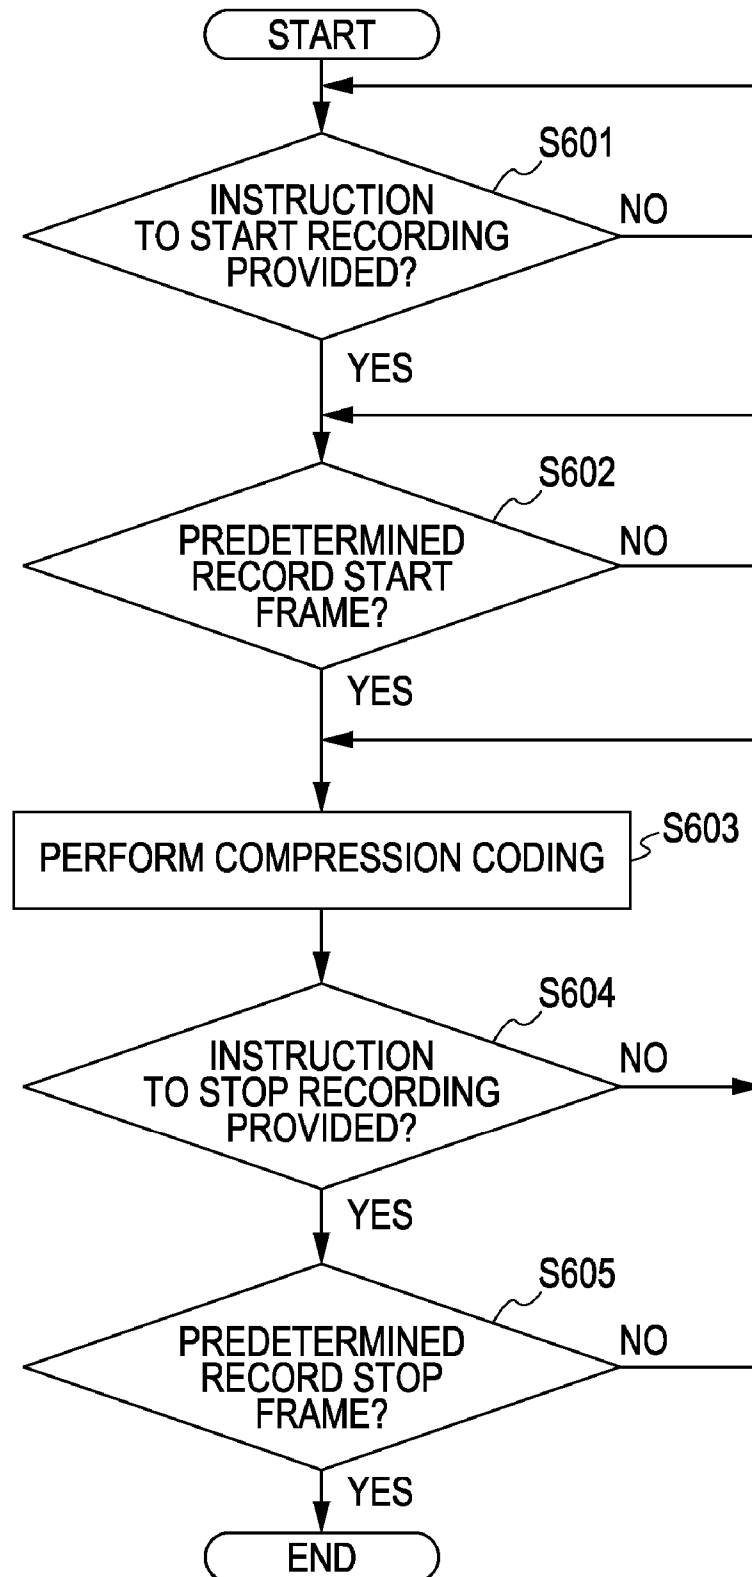 START
S601
INSTRUCTION
TO START RECORDING
PROVIDED?
NO
YES
S602
PREDETERMINED
RECORD START
FRAME?
NO
YES
PERFORM COMPRESSION CODING
S603
S604
INSTRUCTION
TO STOP RECORDING
PROVIDED?
NO
YES
S605
PREDETERMINED
RECORD STOP
FRAME?
NO
YES
END